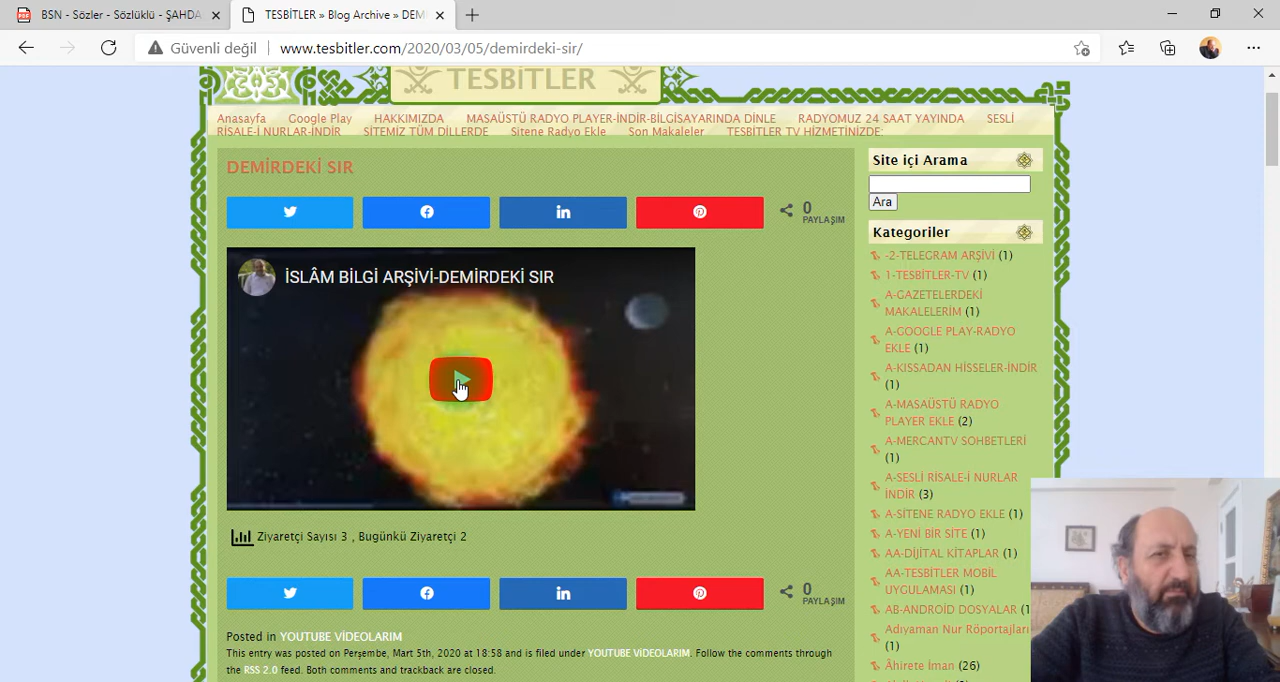 BSN - Sözler - Sözlüklü - ŞAHDA
TESBİTLER » Blog Archive » DEMİ
Güvenli değil
www.tesbitler.com/2020/03/05/demirdeki-sir/
TESBİTLER
Anasayfa Google Play HAKKIMIZDA MASAÜSTÜ RADYO PLAYER-İNDİR-BİLGİSAYARINDA DİNLE RADYOMUZ 24 SAAT YAYINDA SESLİ
RİSALE-İ NURLAR-İNDİR SİTEMİZ TÜM DİLLERDE Sitene Radyo Ekle Son Makaleler TESBİTLER TV HİZMETİNİZDE:
DEMİRDEKİ SIR
0
PAYLAŞIM
İSLÂM BİLGİ ARŞİVİ-DEMİRDEKİ SIR
Ziyaretçi Sayısı 3 , Bugünkü Ziyaretçi 2
0
PAYLAŞIM
Posted in YOUTUBE VİDEOLARIM
This entry was posted on Perşembe, Mart 5th, 2020 at 18:58 and is filed under YOUTUBE VİDEOLARIM. Follow the comments through
the RSS 2.0 feed. Both comments and trackback are closed.
Site içi Arama
Ara
Kategoriler
-2-TELEGRAM ARŞİVİ (1)
1-TESBİTLER-TV (1)
A-GAZETELERDEKİ
MAKALELERİM (1)
A-GOOGLE PLAY-RADYO
EKLE (1)
A-KISSADAN HİSSELER-İNDİR
(1)
A-MASAÜSTÜ RADYO
PLAYER EKLE (2)
A-MERCANTV SOHBETLERİ
(1)
A-SESLİ RİSALE-İ NURLAR
İNDİR (3)
A-SİTENE RADYO EKLE (1)
A-YENİ BİR SİTE (1)
AA-DİJİTAL KİTAPLAR (1)
AA-TESBİTLER MOBİL
UYGULAMASI (1)
AB-ANDROİD DOSYALAR (1
Adıyaman Nur Röportajları
(1)
Âhirete İman (26)